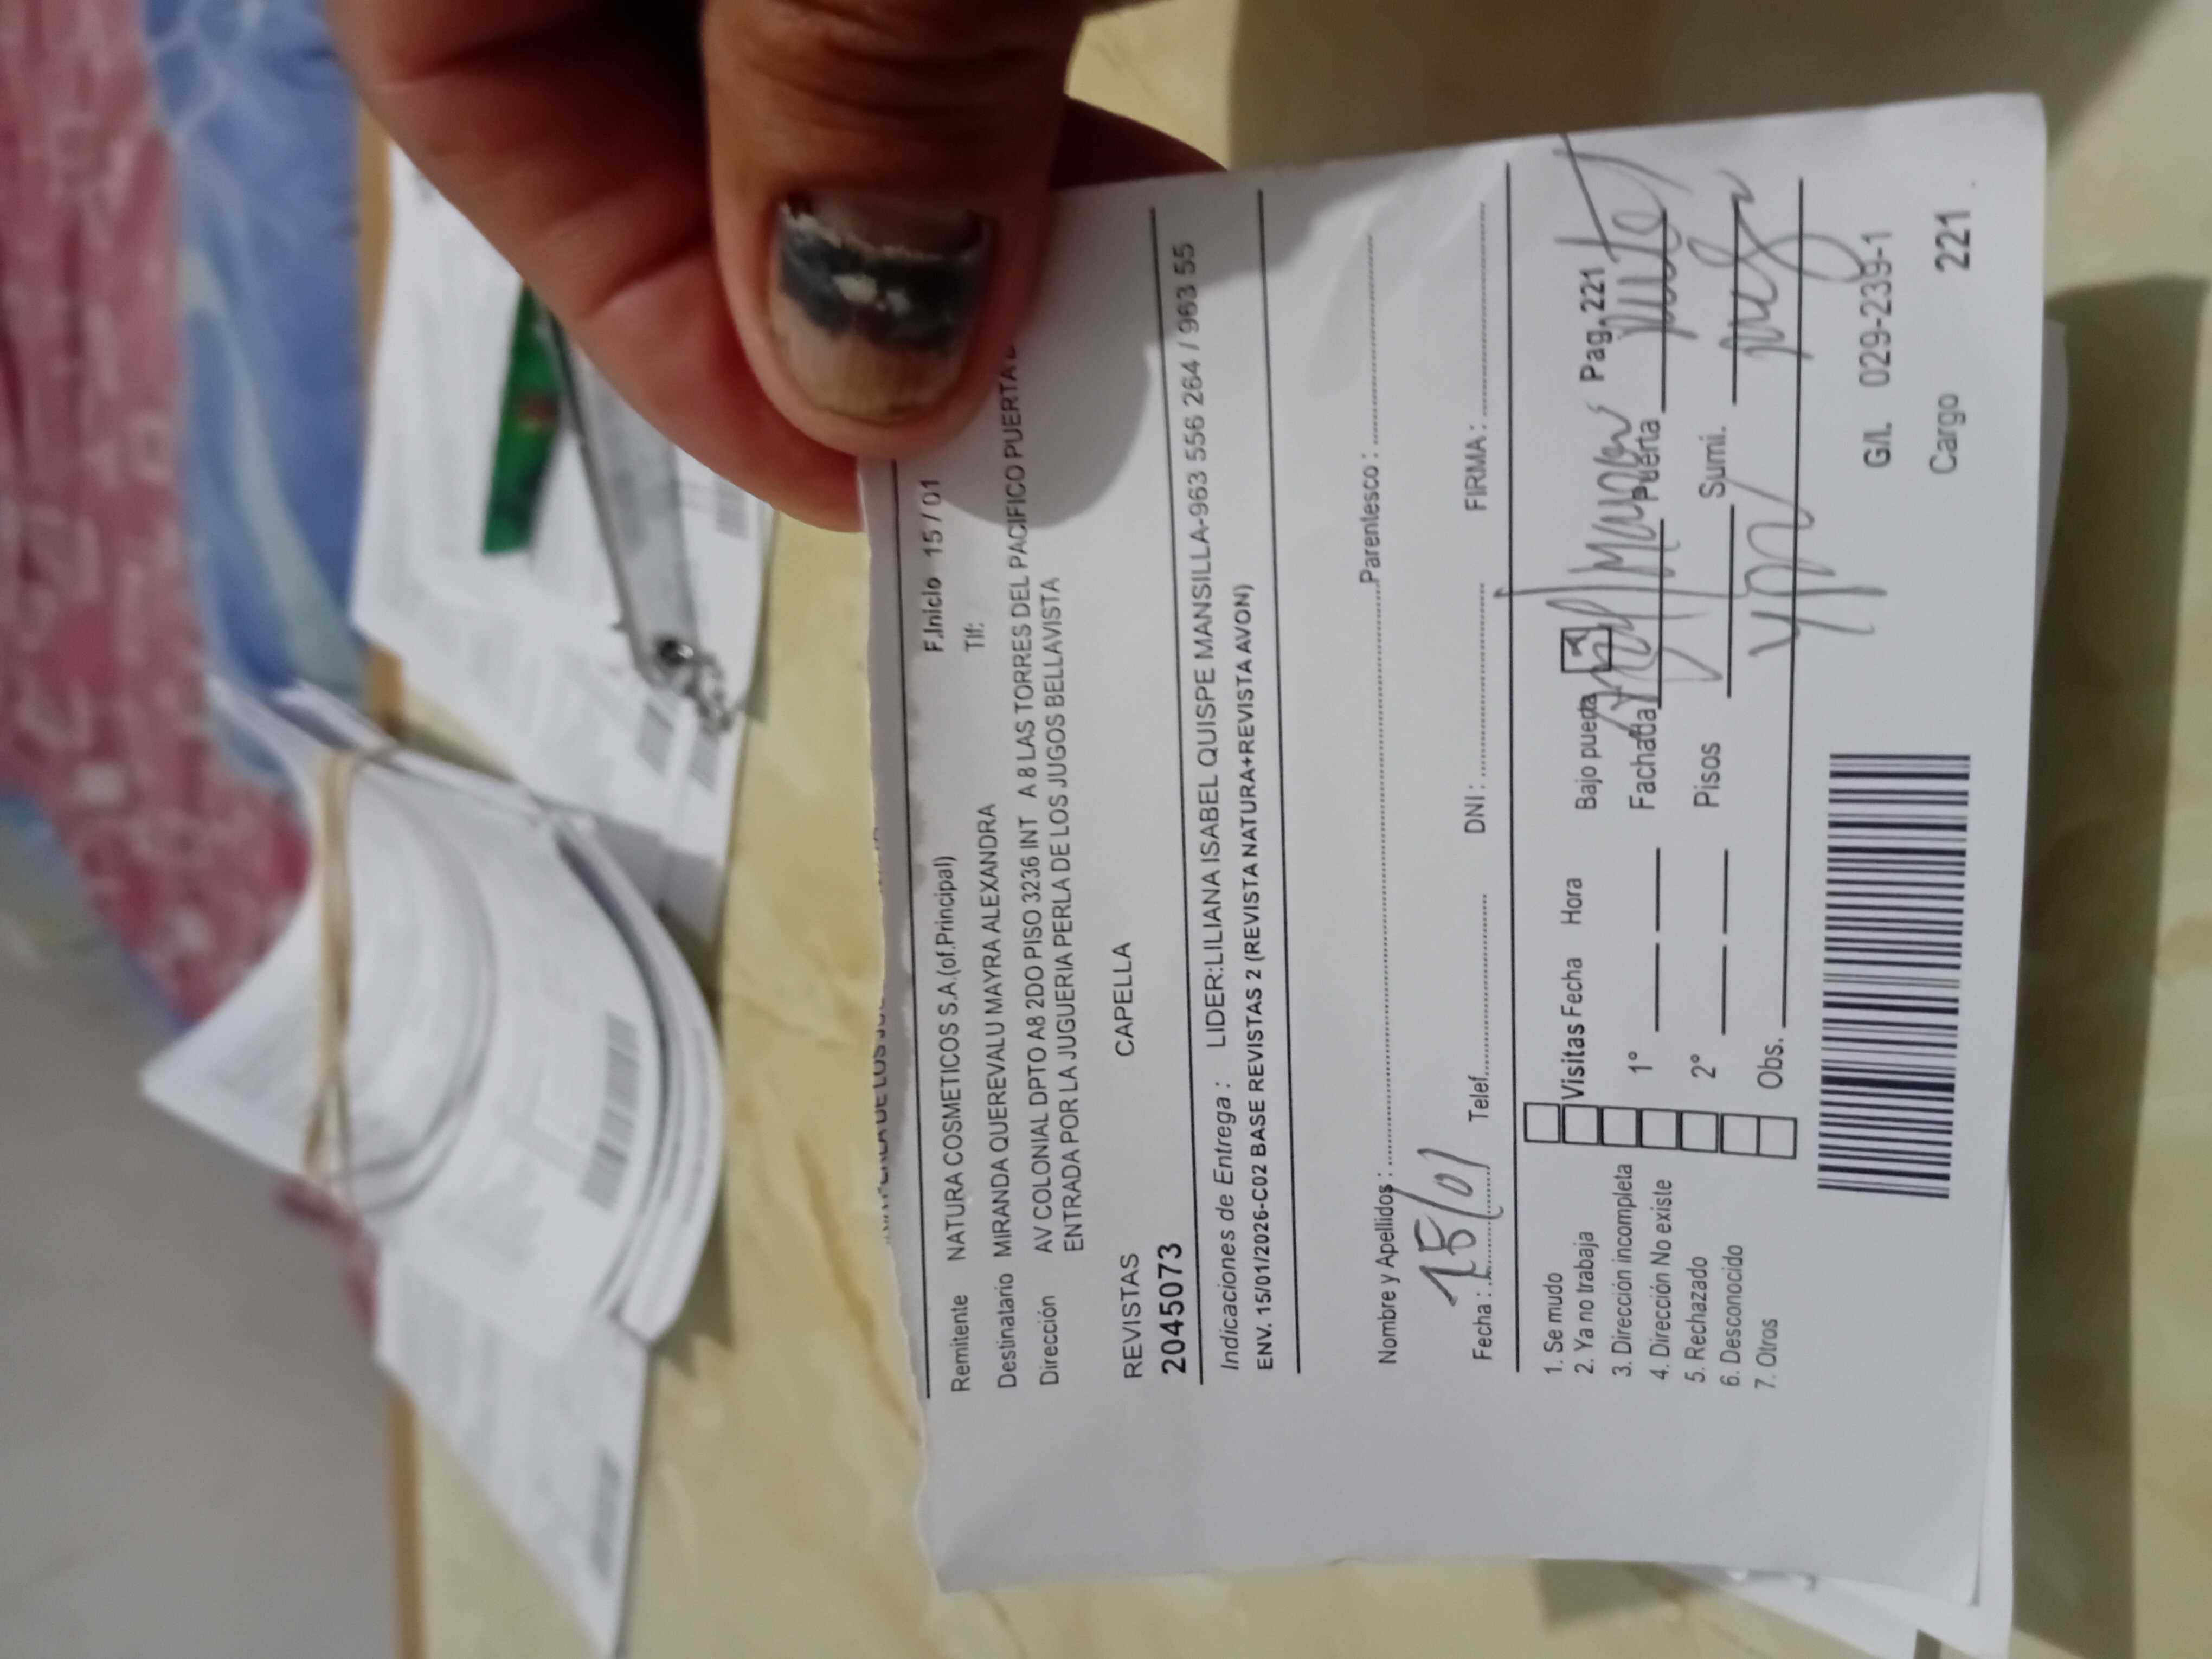 F.Inicio 15 / 01
Remitente NATURA COSMETICOS S.A.(of.Principal) Tlf:
Destinatario MIRANDA QUEREVALU MAYRA ALEXANDRA
Dirección AV COLONIAL DPTO A8 2DO PISO 3236 INT A 8 LAS TORRES DEL PACIFICO PUERTA
ENTRADA POR LA JUGUERIA PERLA DE LOS JUGOS BELLAVISTA
REVISTAS CAPELLA
2045073
Indicaciones de Entrega : LIDER:LILIANA ISABEL QUISPE MANSILLA-963 556 264 / 963 55
ENV. 15/01/2026-C02 BASE REVISTAS 2 (REVISTA NATURA+REVISTA AVON)
Nombre y Apellidos : Parentesco :
Fecha : 15/01 Telef. DNI : FIRMA :
1. Se mudo
2. Ya no trabaja
3. Dirección incompleta
4. Dirección No existe
5. Rechazado
6. Desconocido
7. Otros
Visitas Fecha Hora Bajo puerta Pag. 221
1° Fachada Puerta
2° Pisos Sumi.
Obs.
G/L 029-239-1
Cargo 221